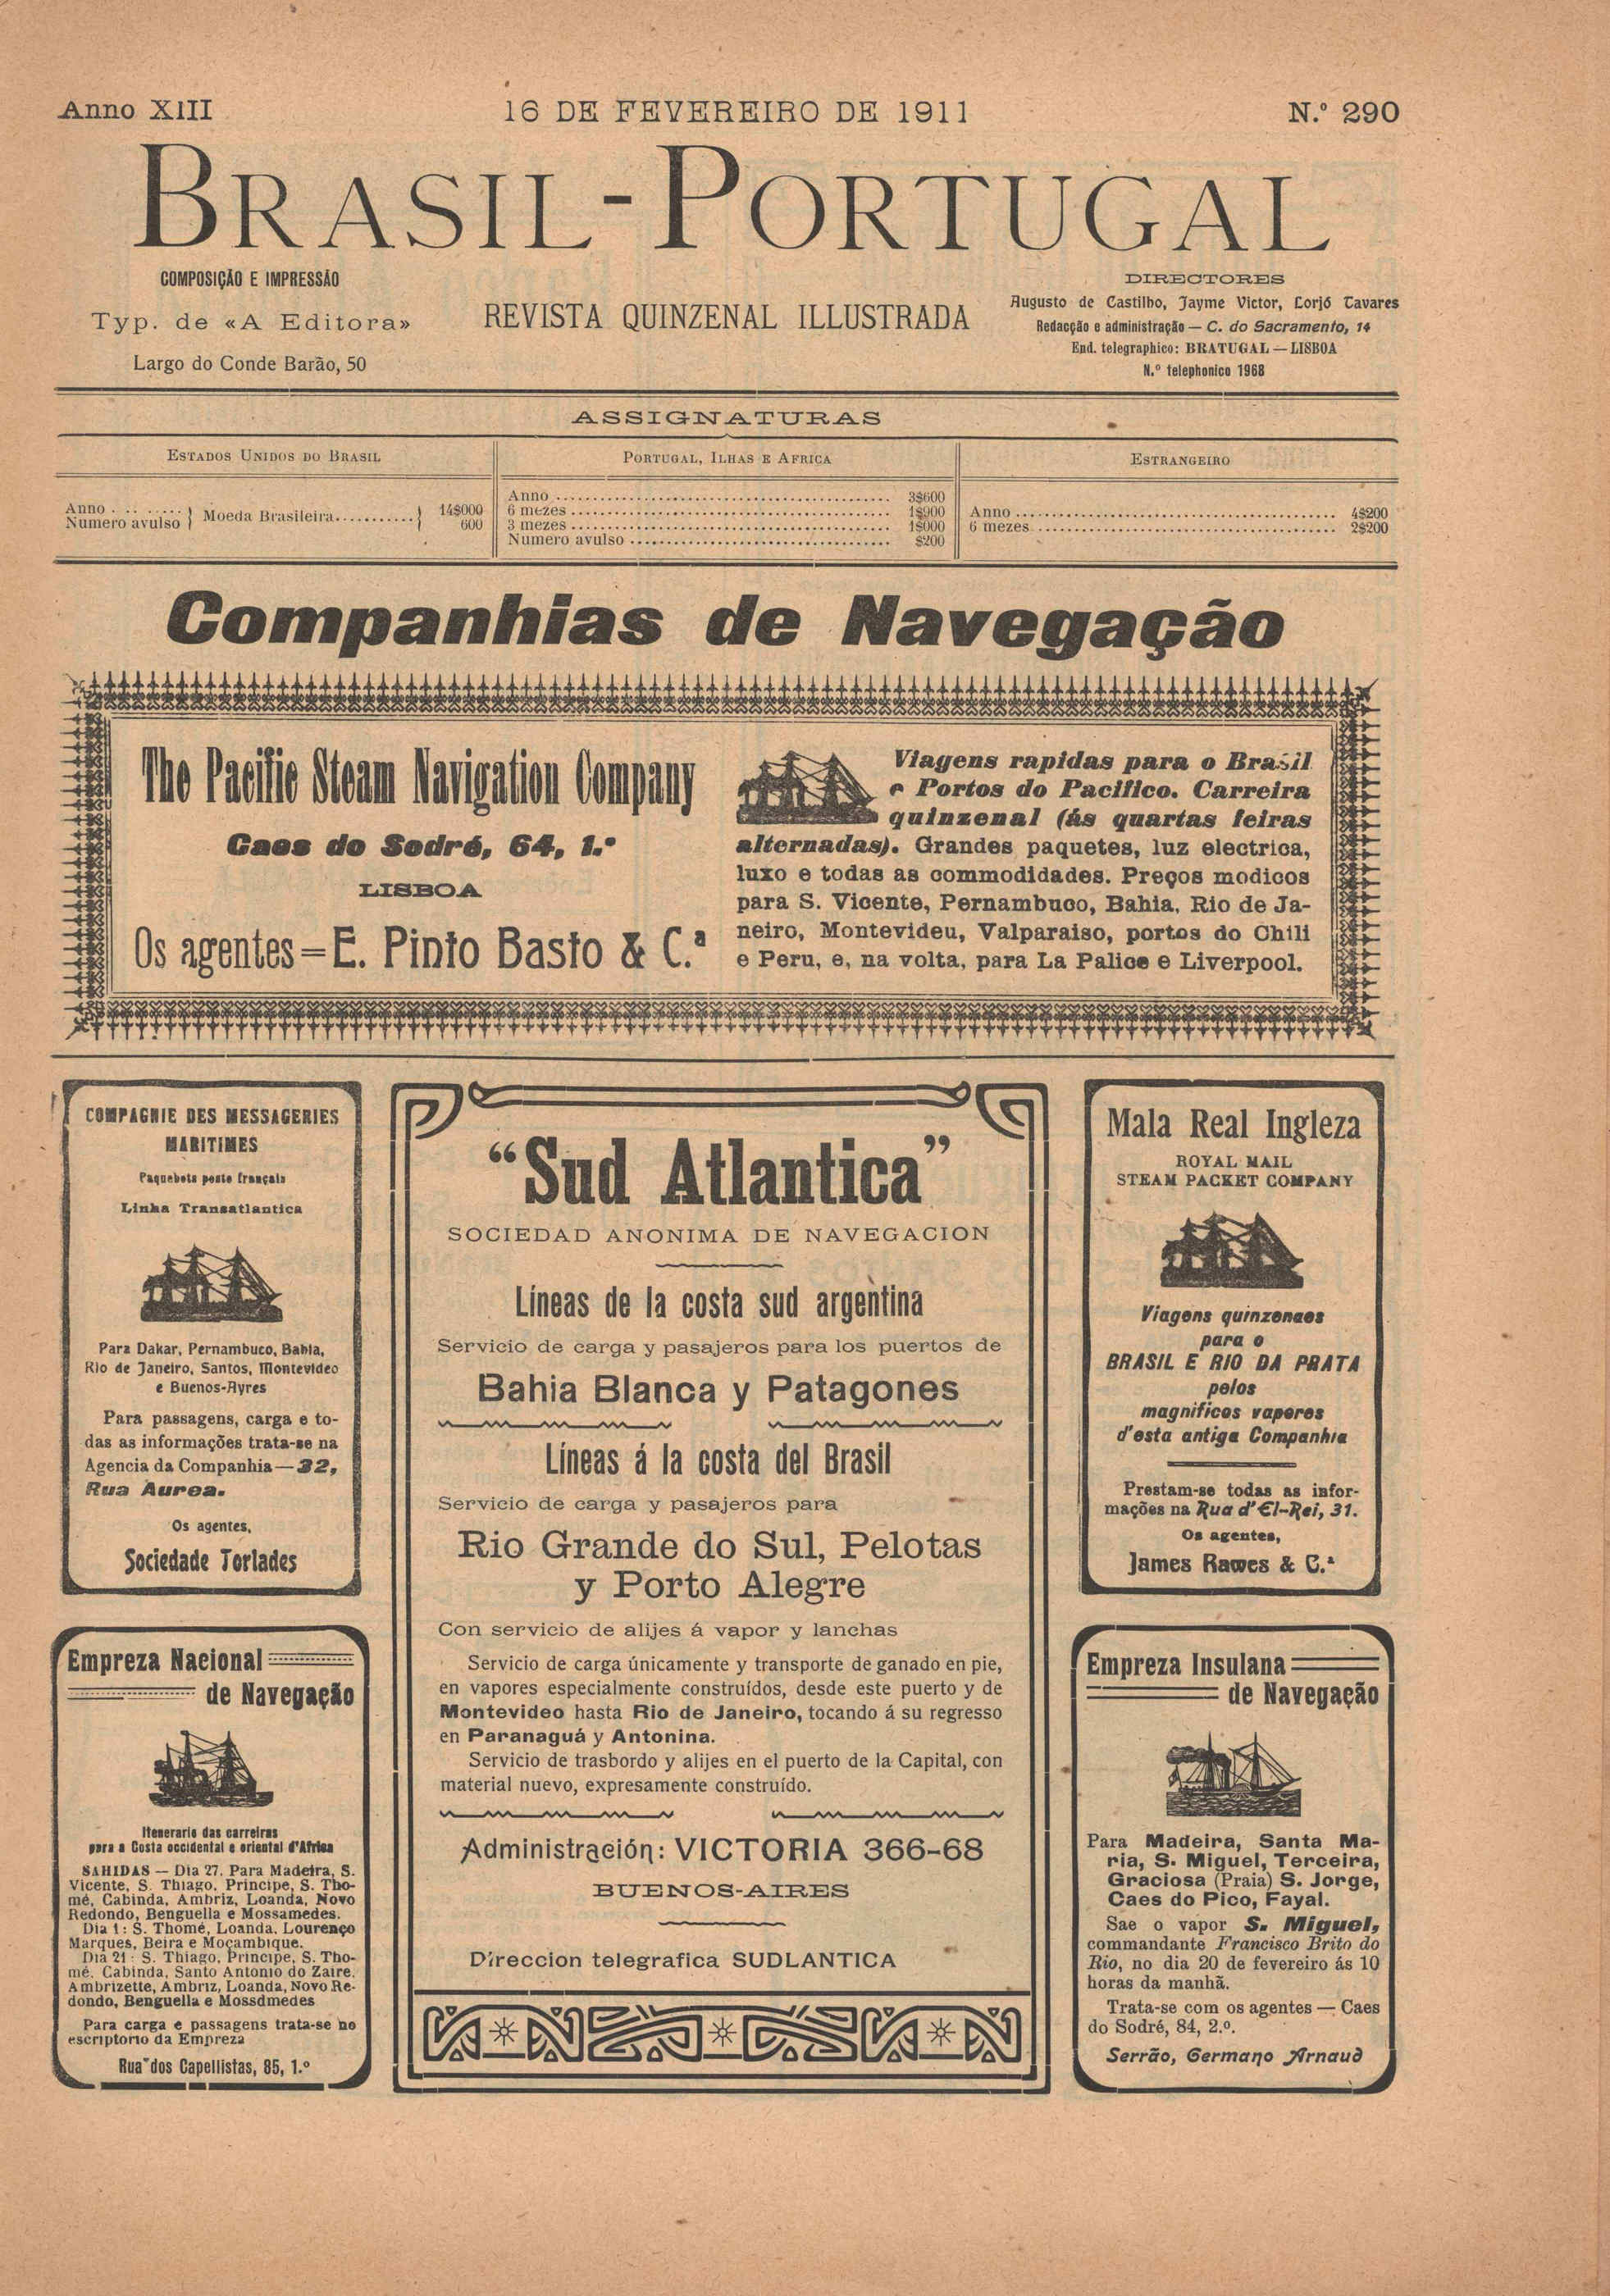 Anno XIII
16 DE FEVEREIRO DE 1911
N.º 290
BRASIL-PORTUGAL
COMPOSIÇÃO E IMPRESSÃO
Typ. de «A Editora»
Largo do Conde Barão, 50
REVISTA QUINZENAL ILLUSTRADA
DIRECTORES
Augusto de Castilho, Jayme Victor, Lorjó Tavares
Redacção e administração — C. do Sacramento, 14
End. telegraphico: BRATUGAL — LISBOA
N.º telephonico 1968
ASSIGNATURAS
ESTADOS UNIDOS DO BRASIL
Anno . . ...... } Moeda Brasileira........... { 14$000
Numero avulso } { 600
PORTUGAL, ILHAS E AFRICA
Anno .............................................. 3$600
6 mezes ............................................ 1$900
3 mezes ............................................ 1$000
Numero avulso .................................... $200
ESTRANGEIRO
Anno ............................................ 4$200
6 mezes .......................................... 2$200
Companhias de Navegação
The Pacific Steam Navigation Company
Caes do Sodré, 64, 1.º
LISBOA
Os agentes=E. Pinto Basto & C.ª
Viagens rapidas para o Brasil
e Portos do Pacifico. Carreira
quinzenal (ás quartas feiras
alternadas). Grandes paquetes, luz electrica,
luxo e todas as commodidades. Preços modicos
para S. Vicente, Pernambuco, Bahia, Rio de Ja-
neiro, Montevideu, Valparaiso, portos do Chili
e Peru, e, na volta, para La Palice e Liverpool.
COMPAGNIE DES MESSAGERIES
MARITIMES
Paquebots poste français
Linha Transatlantica
Para Dakar, Pernambuco, Bahia,
Rio de Janeiro, Santos, Montevideo
e Buenos-Ayres
Para passagens, carga e to-
das as informações trata-se na
Agencia da Companhia—32,
Rua Aurea.
Os agentes,
Sociedade Torlades
Empreza Nacional
de Navegação
Itenerario das carreiras
para a Costa occidental e oriental d'Africa
SAHIDAS — Dia 27. Para Madeira, S.
Vicente, S. Thiago, Principe, S. Tho-
mé, Cabinda, Ambriz, Loanda, Novo
Redondo, Benguella e Mossamedes.
Dia 1: S. Thomé, Loanda, Lourenço
Marques, Beira e Moçambique.
Dia 21: S. Thiago, Principe, S. Tho-
mé, Cabinda, Santo Antonio do Zaire,
Ambrizette, Ambriz, Loanda, Novo Re-
dondo, Benguella e Mossdmedes
Para carga e passagens trata-se no
escriptorio da Empreza
Rua dos Capellistas, 85, 1.º
“Sud Atlantica”
SOCIEDAD ANONIMA DE NAVEGACION
Líneas de la costa sud argentina
Servicio de carga y pasajeros para los puertos de
Bahia Blanca y Patagones
Líneas á la costa del Brasil
Servicio de carga y pasajeros para
Rio Grande do Sul, Pelotas
y Porto Alegre
Con servicio de alijes á vapor y lanchas
Servicio de carga únicamente y transporte de ganado en pie,
en vapores especialmente construídos, desde este puerto y de
Montevideo hasta Rio de Janeiro, tocando á su regresso
en Paranaguá y Antonina.
Servicio de trasbordo y alijes en el puerto de la Capital, con
material nuevo, expresamente construído.
Administración: VICTORIA 366-68
BUENOS-AIRES
Direccion telegrafica SUDLANTICA
Mala Real Ingleza
ROYAL MAIL
STEAM PACKET COMPANY
Viagens quinzenaes
para o
BRASIL E RIO DA PRATA
pelos
magnificos vapores
d'esta antiga Companhia
Prestam-se todas as infor-
mações na Rua d'El-Rei, 31.
Os agentes,
James Rawes & C.ª
Empreza Insulana
de Navegação
Para Madeira, Santa Ma-
ria, S. Miguel, Terceira,
Graciosa (Praia) S. Jorge,
Caes do Pico, Fayal.
Sae o vapor S. Miguel,
commandante Francisco Brito do
Rio, no dia 20 de fevereiro ás 10
horas da manhã.
Trata-se com os agentes — Caes
do Sodré, 84, 2.º.
Serrão, Germano Arnaud